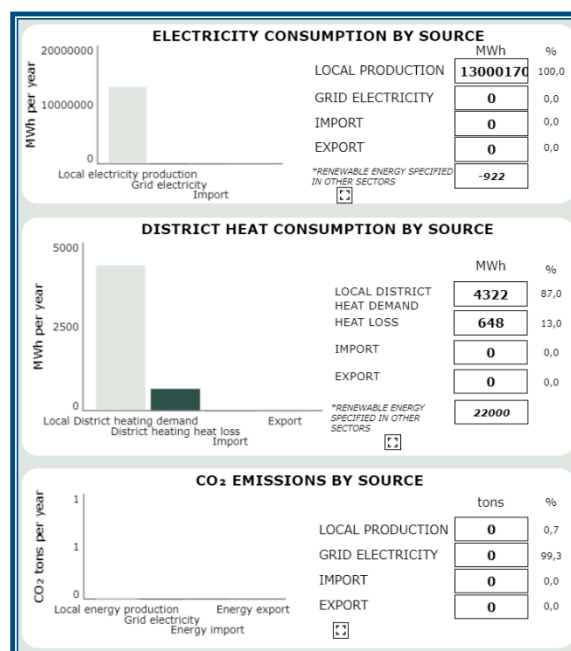 ELECTRICITY CONSUMPTION BY SOURCE
MWh per year
20000000
10000000
0
Local electricity production
Grid electricity
Import
MWh %
LOCAL PRODUCTION 13000170 100,0
GRID ELECTRICITY 0 0,0
IMPORT 0 0,0
EXPORT 0 0,0
*RENEWABLE ENERGY SPECIFIED
IN OTHER SECTORS
-922
DISTRICT HEAT CONSUMPTION BY SOURCE
MWh per year
5000
2500
0
Local District heating demand Export
District heating heat loss
Import
MWh %
LOCAL DISTRICT
HEAT DEMAND
4322 87,0
HEAT LOSS 648 13,0
IMPORT 0 0,0
EXPORT 0 0,0
*RENEWABLE ENERGY
SPECIFIED IN OTHER
SECTORS
22000
CO₂ EMISSIONS BY SOURCE
CO₂ tons per year
1
1
0
Local energy production Energy export
Grid electricity
Energy import
tons %
LOCAL PRODUCTION 0 0,7
GRID ELECTRICITY 0 99,3
IMPORT 0 0,0
EXPORT 0 0,0